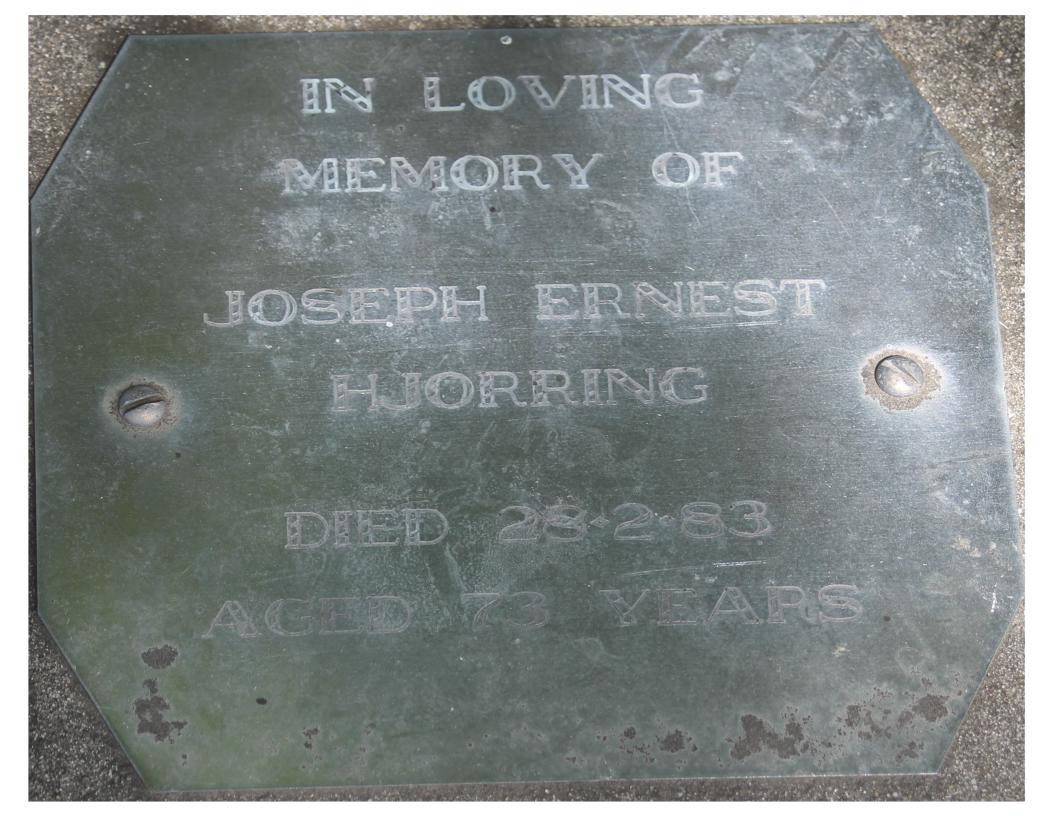 IN LOVING
MEMORY OF
JOSEPH ERNEST
HJORRING
DIED 28·2·83
AGED 73 YEARS